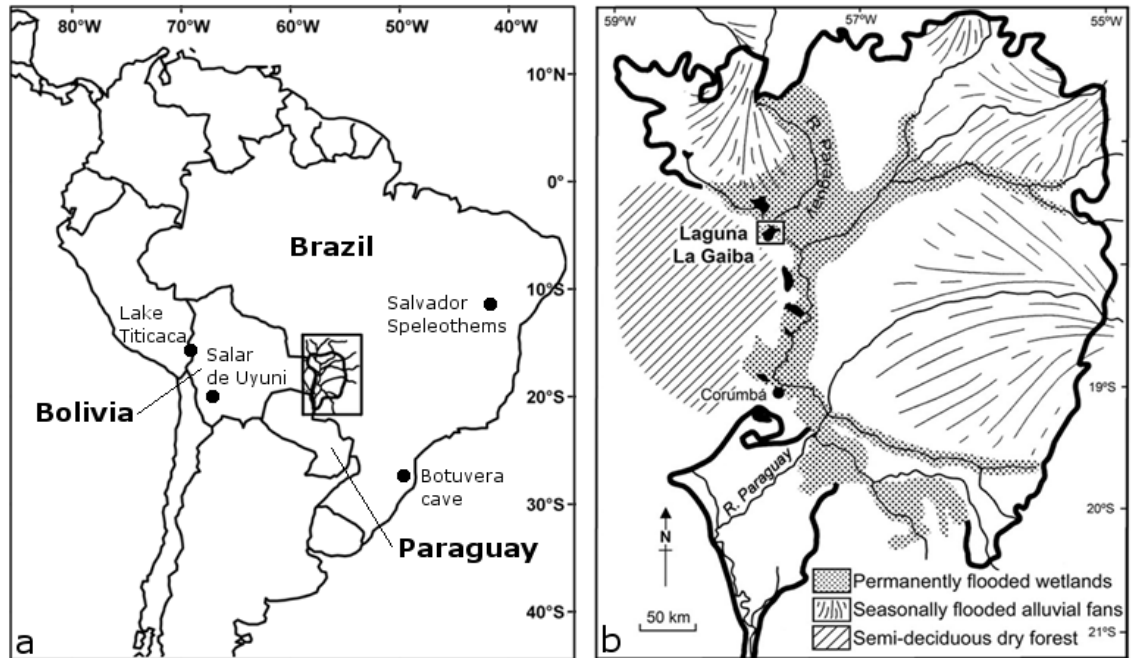 80°W
70°W
60°W
50°W
40°W
10°N
0°
10°S
20°S
30°S
40°S
Brazil
Lake
Titicaca
Salar
de Uyuni
Bolivia
Salvador
Speleothems
Botuvera
cave
Paraguay
a
59°W
57°W
55°W
R. Paraguay
Laguna
La Gaiba
Corumbá
19°S
R. Paraguay
20°S
N
50 km
Permanently flooded wetlands
Seasonally flooded alluvial fans
Semi-deciduous dry forest
21°S
b